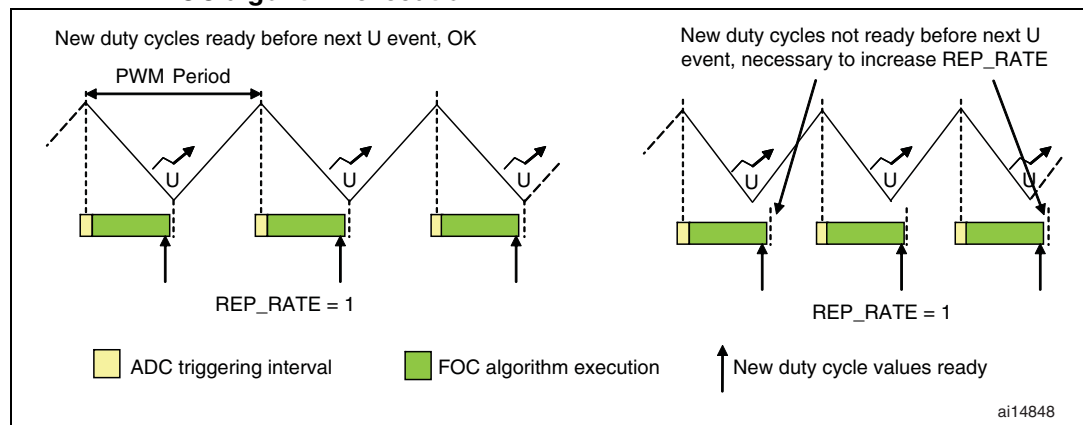 New duty cycles ready before next U event, OK
PWM Period
U
U
U
REP_RATE = 1
New duty cycles not ready before next U
event, necessary to increase REP_RATE
U
U
U
REP_RATE = 1
ADC triggering interval
FOC algorithm execution
New duty cycle values ready
ai14848